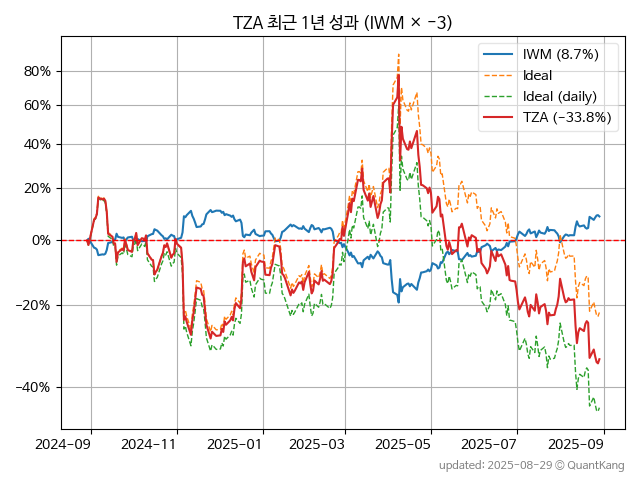 TZA 최근 1년 성과 (IWM × −3)
IWM (8.7%)
Ideal
Ideal (daily)
TZA (−33.8%)
80%
60%
40%
20%
0%
−20%
−40%
2024-09 2024-11 2025-01 2025-03 2025-05 2025-07 2025-09
updated: 2025-08-29 © QuantKang